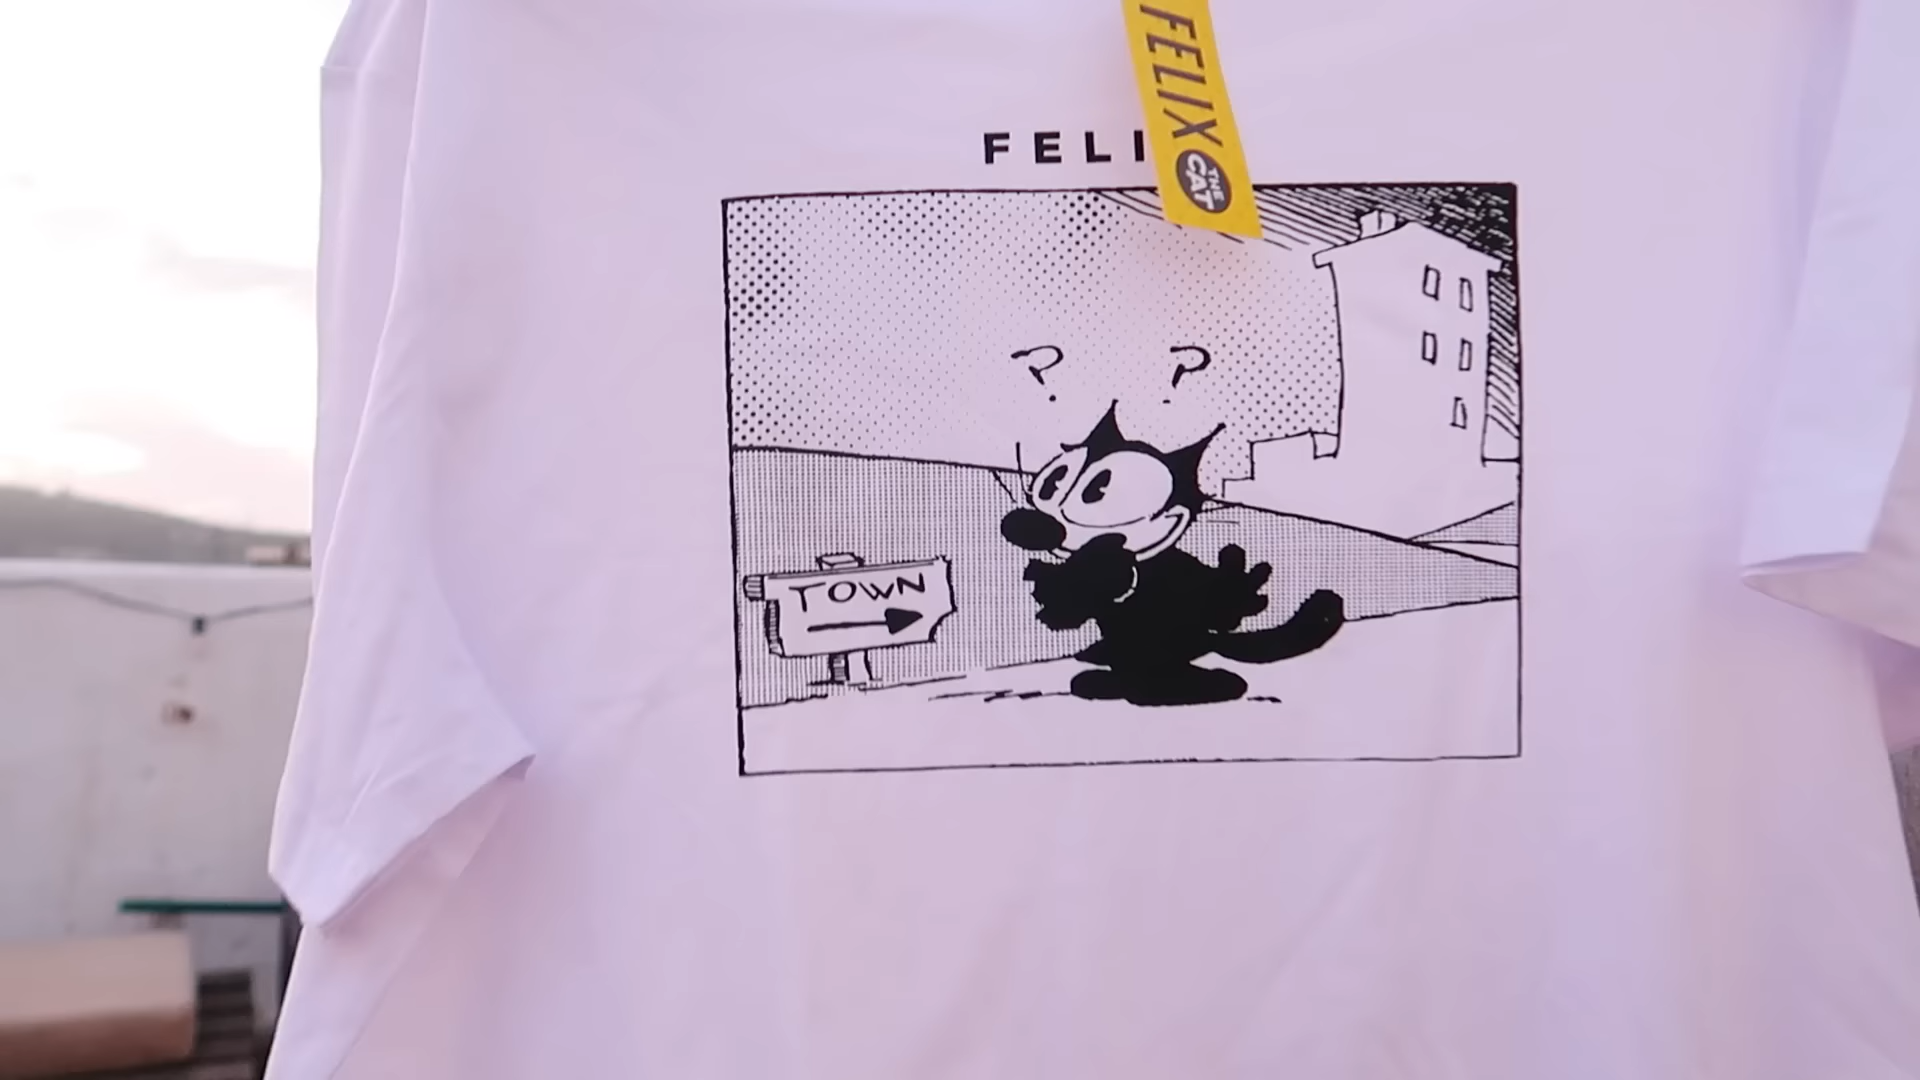 FELIX
THE
CAT
FELI
? ?
TOWN